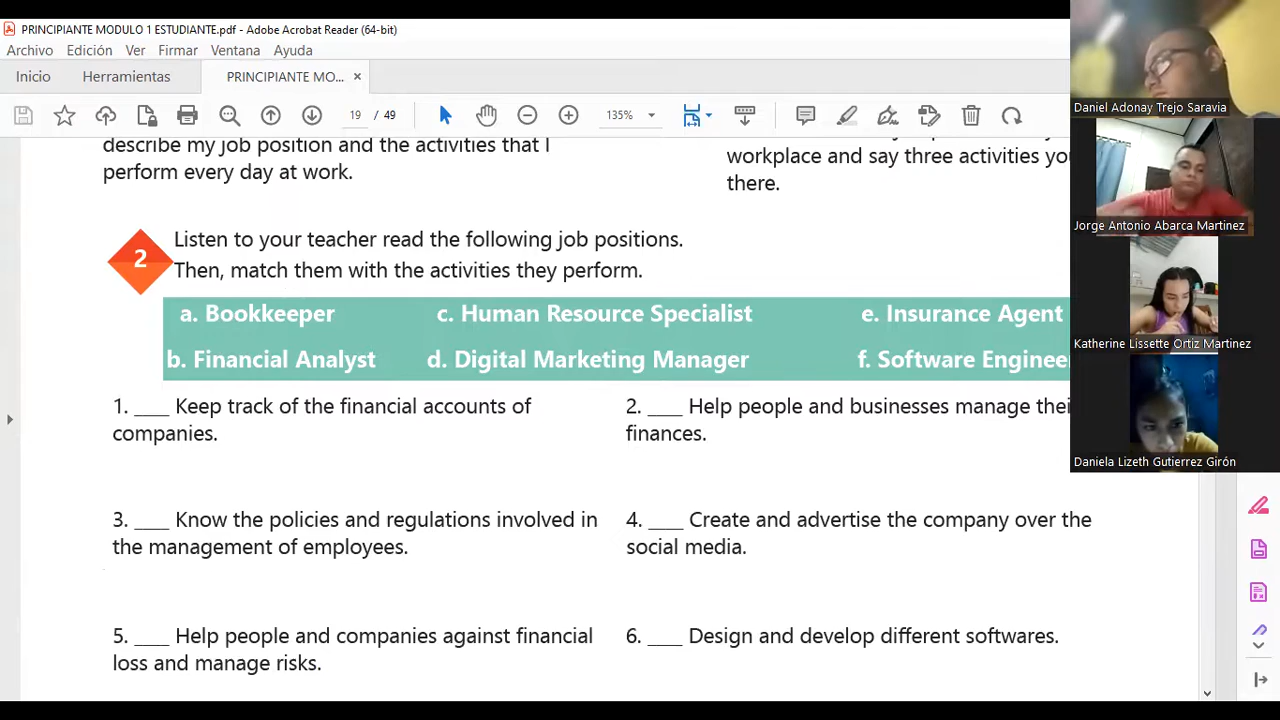 PRINCIPIANTE MODULO 1 ESTUDIANTE.pdf - Adobe Acrobat Reader (64-bit)
Archivo Edición Ver Firmar Ventana Ayuda
Inicio Herramientas PRINCIPIANTE MO... ×
19 / 49 135%
describe my job position and the activities that I
perform every day at work.
workplace and say three activities yo
there.
2
Listen to your teacher read the following job positions.
Then, match them with the activities they perform.
a. Bookkeeper c. Human Resource Specialist e. Insurance Agent
b. Financial Analyst d. Digital Marketing Manager f. Software Engineer
1. ____ Keep track of the financial accounts of
companies.
2. ____ Help people and businesses manage thei
finances.
3. ____ Know the policies and regulations involved in
the management of employees.
4. ____ Create and advertise the company over the
social media.
5. ____ Help people and companies against financial
loss and manage risks.
6. ____ Design and develop different softwares.
Daniel Adonay Trejo Saravia
Jorge Antonio Abarca Martinez
Katherine Lissette Ortiz Martinez
Daniela Lizeth Gutierrez Girón